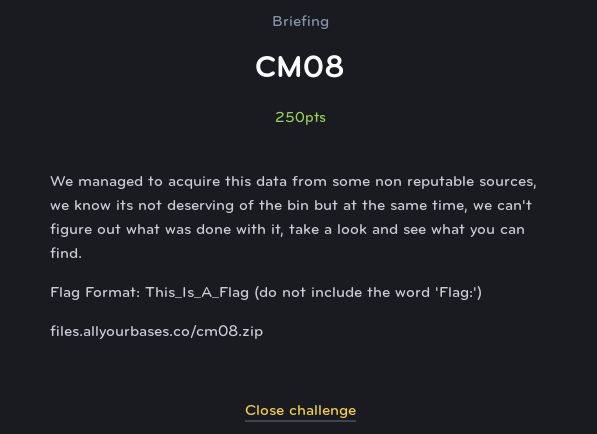 Briefing
CM08
250pts
We managed to acquire this data from some non reputable sources,
we know its not deserving of the bin but at the same time, we can't
figure out what was done with it, take a look and see what you can
find.
Flag Format: This_Is_A_Flag (do not include the word 'Flag:')
files.allyourbases.co/cm08.zip
Close challenge